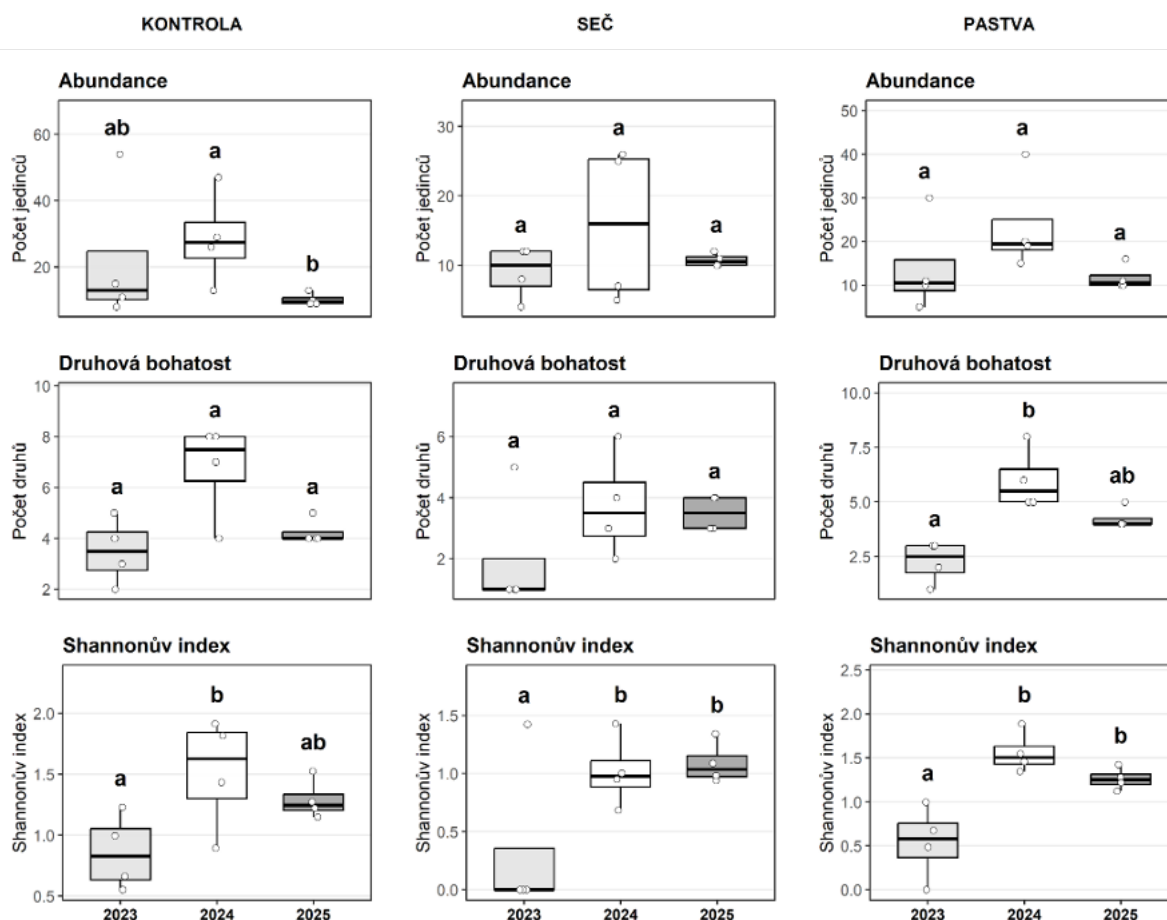 KONTROLA SEČ PASTVA
Abundance Abundance Abundance
Počet jedinců
60
40
20
ab a b
Počet jedinců
30
20
10
a a a
Počet jedinců
50
40
30
20
10
a a a
Druhová bohatost Druhová bohatost Druhová bohatost
Počet druhů
10
8
6
4
2
a a a
Počet druhů
6
4
2
a a a
Počet druhů
10.0
7.5
5.0
2.5
a b ab
Shannonův index Shannonův index Shannonův index
Shannonův index
2.0
1.5
1.0
0.5
a b ab
2023 2024 2025
Shannonův index
1.5
1.0
0.5
0.0
a b b
2023 2024 2025
Shannonův index
2.5
2.0
1.5
1.0
0.5
0.0
a b b
2023 2024 2025